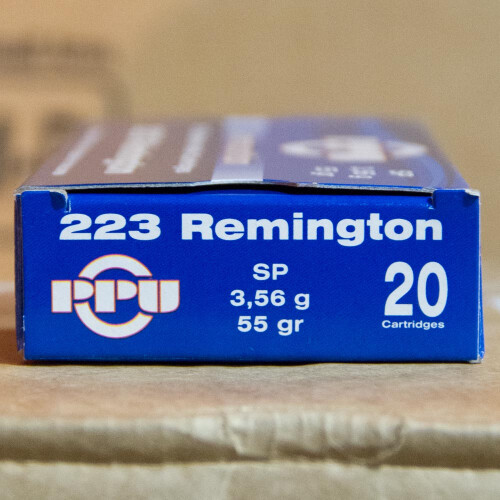 223 Remington
PPU
SP
3,56 g
55 gr
20
Cartridges